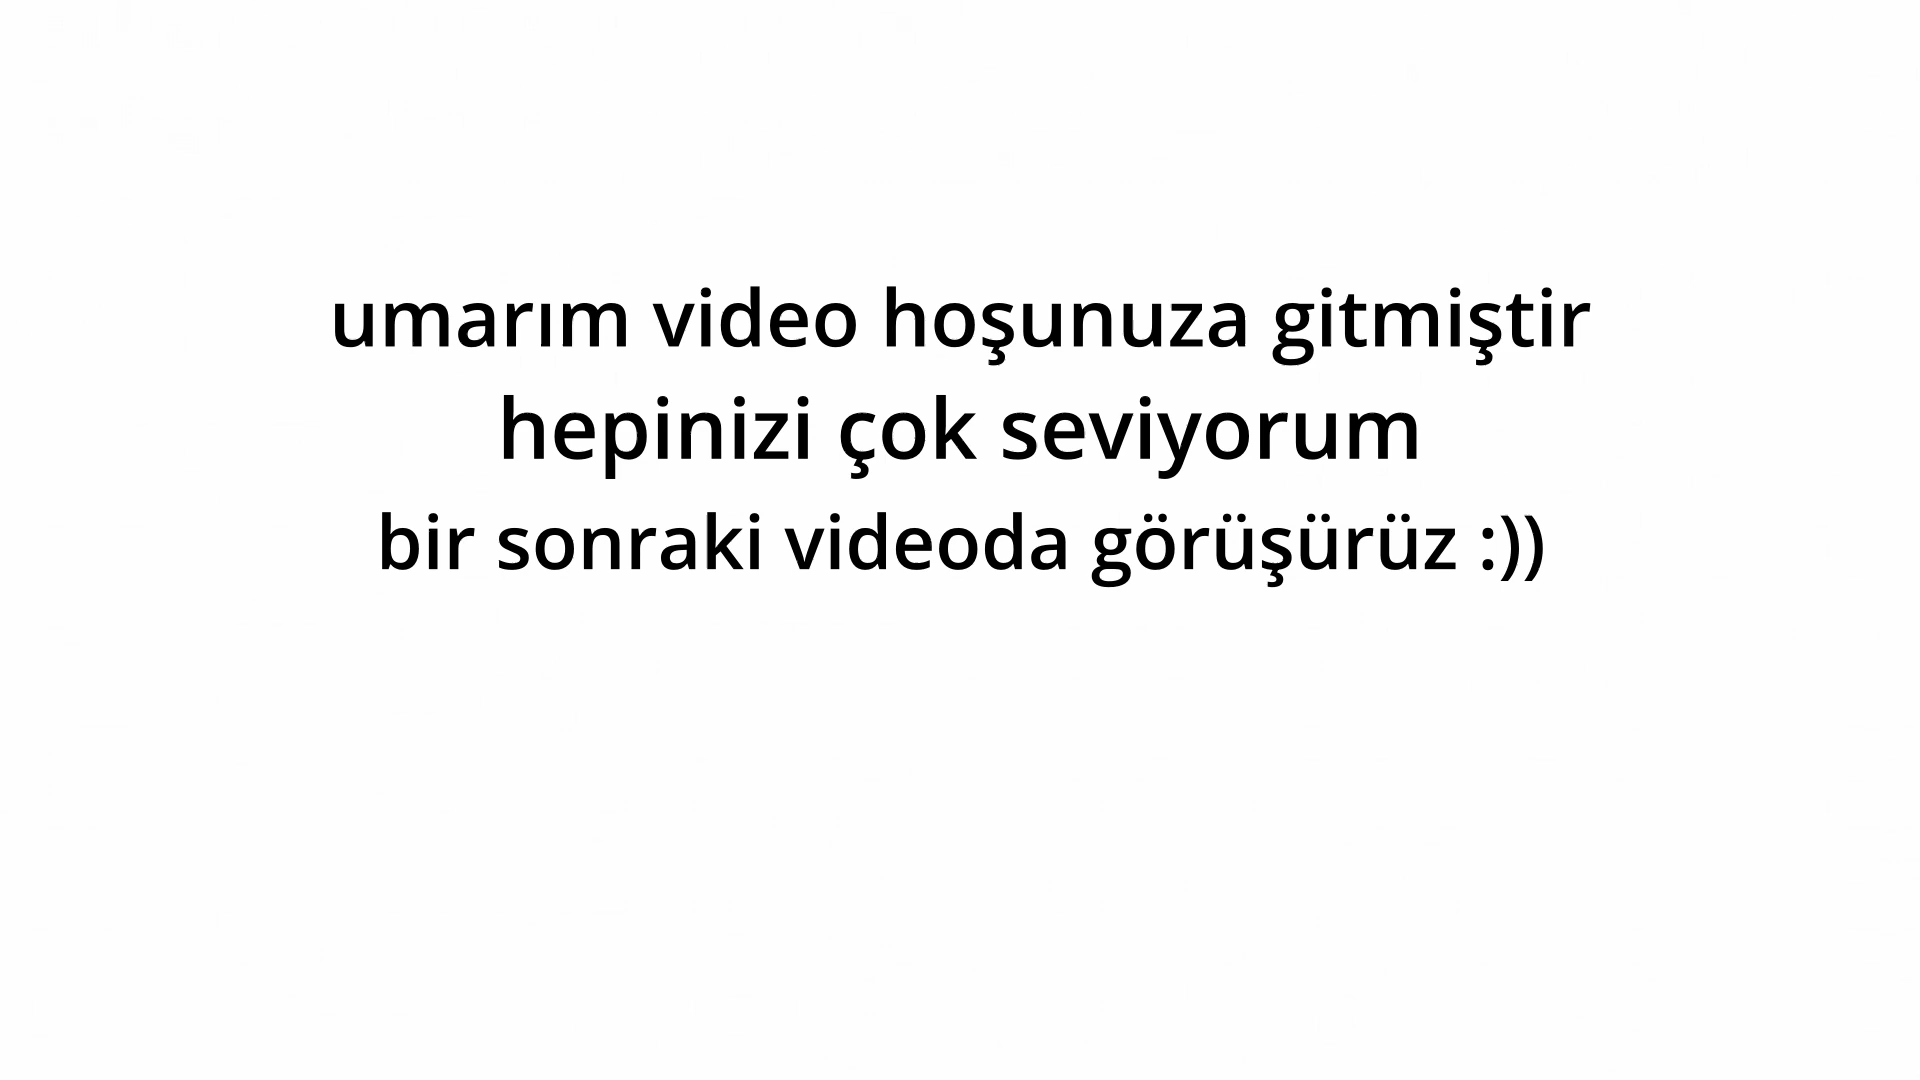 umarım video hoşunuza gitmiştir
hepinizi çok seviyorum
bir sonraki videoda görüşürüz :))